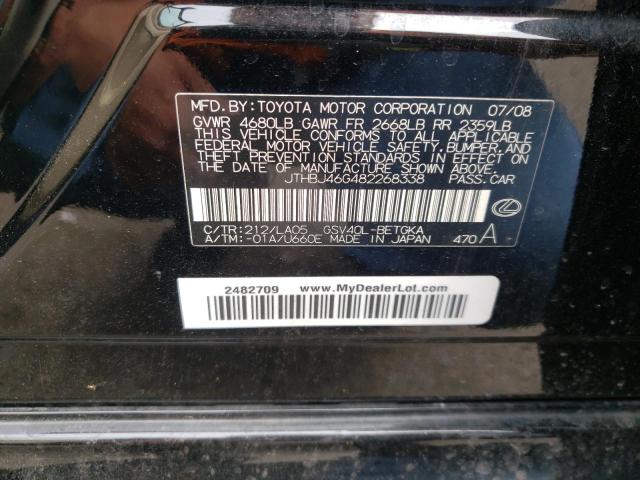 MFD.BY:TOYOTA MOTOR CORPORATION 07/08
GVWR 4680LB GAWR FR 2668LB RR 2359LB
THIS VEHICLE CONFORMS TO ALL APPLICABLE
FEDERAL MOTOR VEHICLE SAFETY,BUMPER,AND
THEFT PREVENTION STANDARDS IN EFFECT ON
THE DATE OF MANUFACTURE SHOWN ABOVE.
JTHBJ46G482268338 PASS.CAR
C/TR:212/LA05 GSV40L-BETGKA
A/TM:-01A/U660E MADE IN JAPAN 470 A
2482709 www.MyDealerLot.com